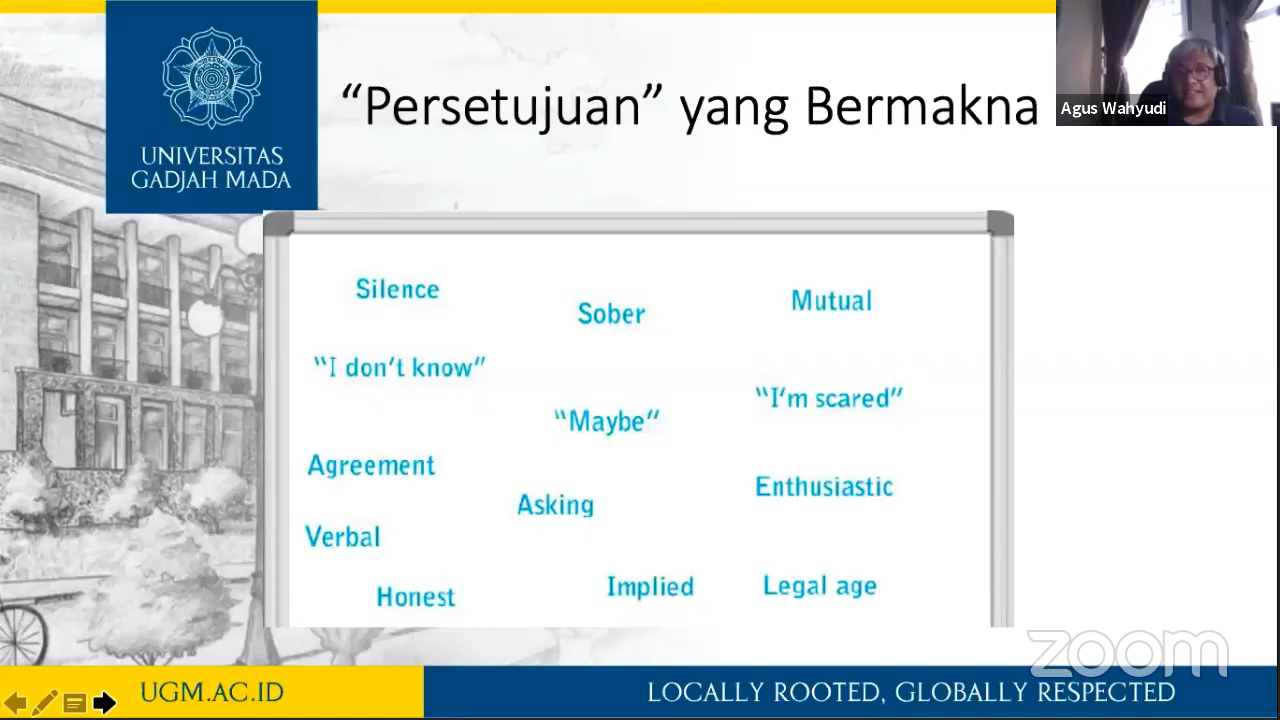 “Persetujuan” yang Bermakna
Agus Wahyudi
UNIVERSITAS
GADJAH MADA
Silence
Sober
Mutual
“I don’t know”
“Maybe”
“I’m scared”
Agreement
Asking
Enthusiastic
Verbal
Honest
Implied
Legal age
zoom
UGM.AC.ID
LOCALLY ROOTED, GLOBALLY RESPECTED